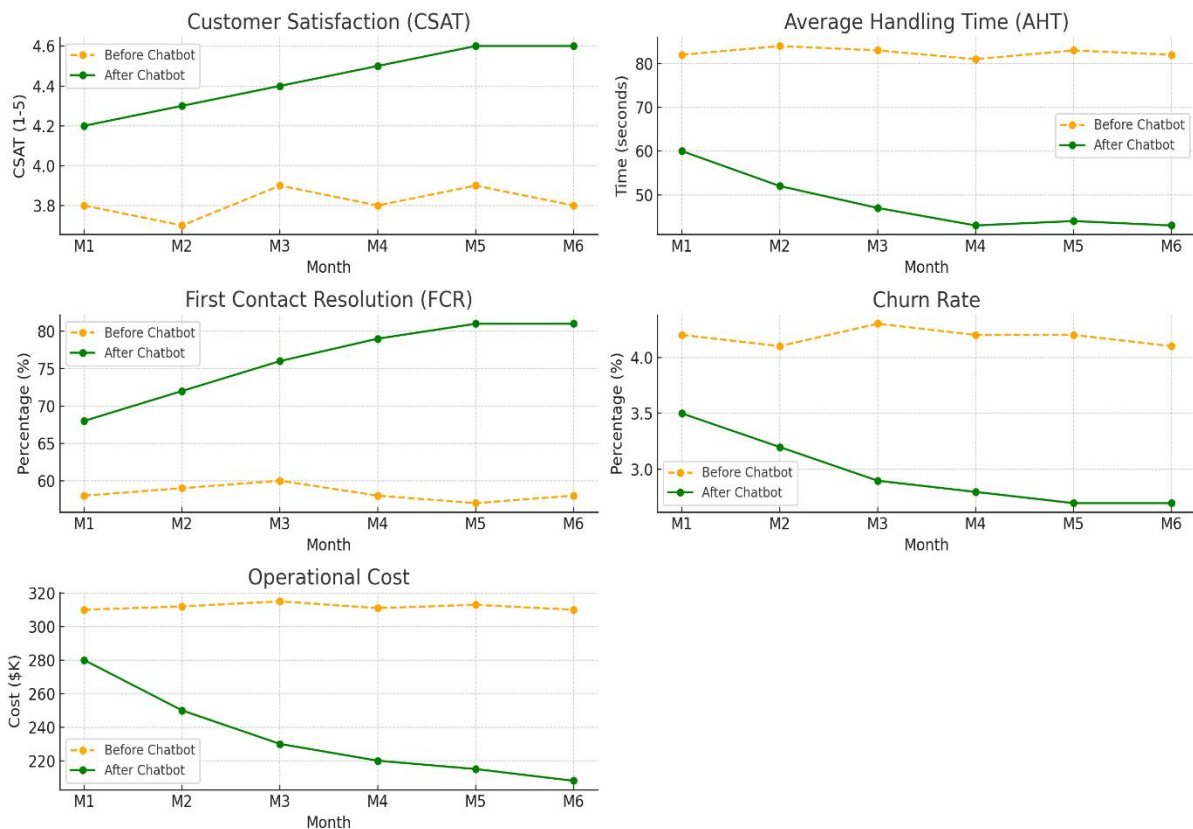 Customer Satisfaction (CSAT)
4.6
4.4
4.2
4.0
3.8
CSAT (1-5)
Before Chatbot
After Chatbot
M1 M2 M3 M4 M5 M6
Month
Average Handling Time (AHT)
80
70
60
50
Time (seconds)
Before Chatbot
After Chatbot
M1 M2 M3 M4 M5 M6
Month
First Contact Resolution (FCR)
80
75
70
65
60
Percentage (%)
Before Chatbot
After Chatbot
M1 M2 M3 M4 M5 M6
Month
Churn Rate
4.0
3.5
3.0
Percentage (%)
Before Chatbot
After Chatbot
M1 M2 M3 M4 M5 M6
Month
Operational Cost
320
300
280
260
240
220
Cost ($K)
Before Chatbot
After Chatbot
M1 M2 M3 M4 M5 M6
Month